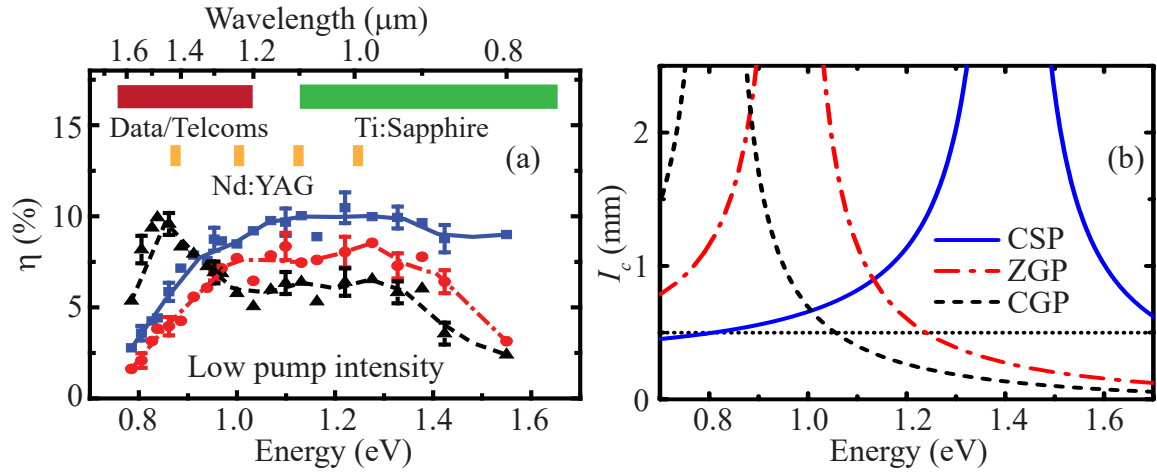 Wavelength (μm)
1.6 1.4 1.2 1.0 0.8
15
10
5
0
η (%)
Data/Telcoms
Ti:Sapphire
(a)
Nd:YAG
Low pump intensity
0.8 1.0 1.2 1.4 1.6
Energy (eV)
2
1
0
I_c (mm)
(b)
CSP
ZGP
CGP
0.8 1.0 1.2 1.4 1.6
Energy (eV)